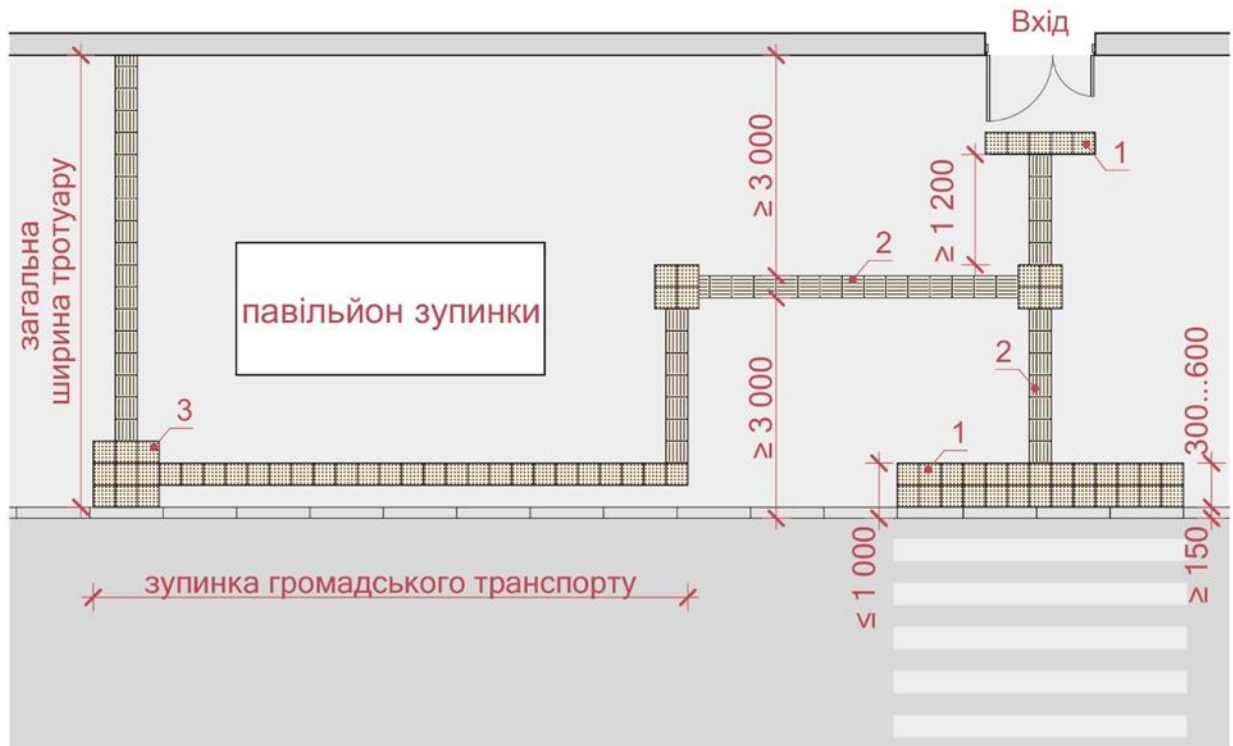 Вхід
1
≥ 3 000
≥ 1 200
загальна
ширина тротуару
2
павільйон зупинки
2
≥ 3 000
3
1
300...600
зупинка громадського транспорту
≤ 1 000
≥ 150